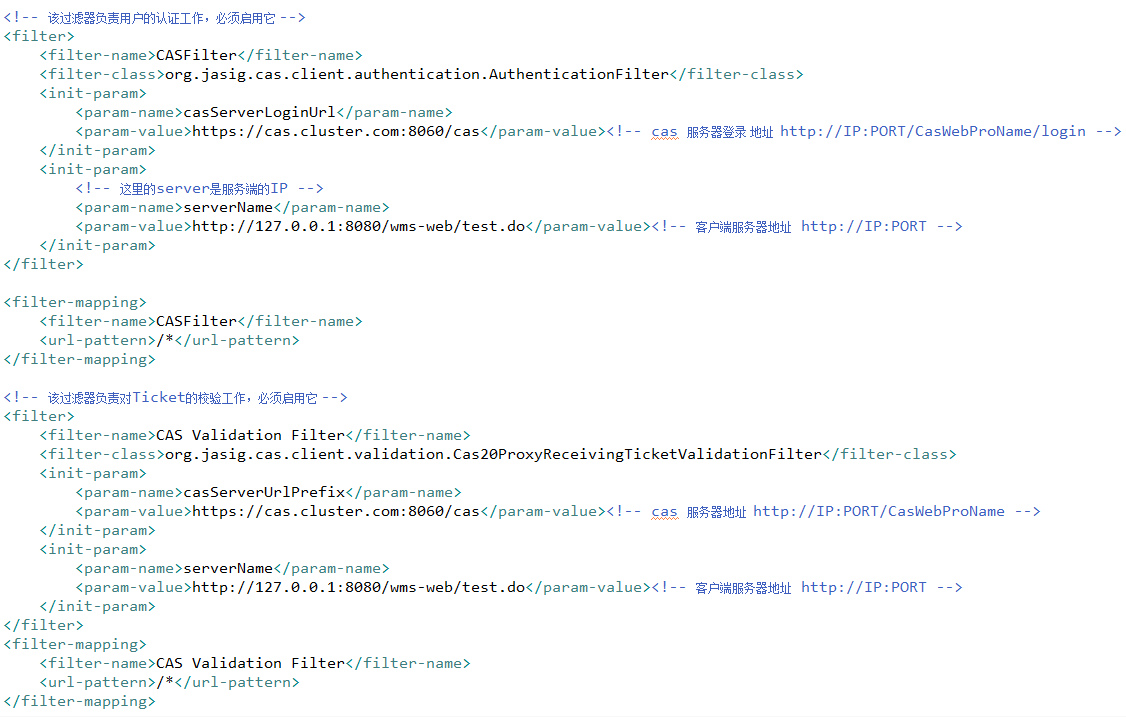 <!-- 该过滤器负责用户的认证工作，必须启用它 -->
<filter>
    <filter-name>CASFilter</filter-name>
    <filter-class>org.jasig.cas.client.authentication.AuthenticationFilter</filter-class>
    <init-param>
        <param-name>casServerLoginUrl</param-name>
        <param-value>https://cas.cluster.com:8060/cas</param-value><!-- cas 服务器登录 地址 http://IP:PORT/CasWebProName/login -->
    </init-param>
    <init-param>
        <!-- 这里的server是服务端的IP -->
        <param-name>serverName</param-name>
        <param-value>http://127.0.0.1:8080/wms-web/test.do</param-value><!-- 客户端服务器地址 http://IP:PORT -->
    </init-param>
</filter>

<filter-mapping>
    <filter-name>CASFilter</filter-name>
    <url-pattern>/*</url-pattern>
</filter-mapping>

<!-- 该过滤器负责对Ticket的校验工作，必须启用它 -->
<filter>
    <filter-name>CAS Validation Filter</filter-name>
    <filter-class>org.jasig.cas.client.validation.Cas20ProxyReceivingTicketValidationFilter</filter-class>
    <init-param>
        <param-name>casServerUrlPrefix</param-name>
        <param-value>https://cas.cluster.com:8060/cas</param-value><!-- cas 服务器地址 http://IP:PORT/CasWebProName -->
    </init-param>
    <init-param>
        <param-name>serverName</param-name>
        <param-value>http://127.0.0.1:8080/wms-web/test.do</param-value><!-- 客户端服务器地址 http://IP:PORT -->
    </init-param>
</filter>
<filter-mapping>
    <filter-name>CAS Validation Filter</filter-name>
    <url-pattern>/*</url-pattern>
</filter-mapping>